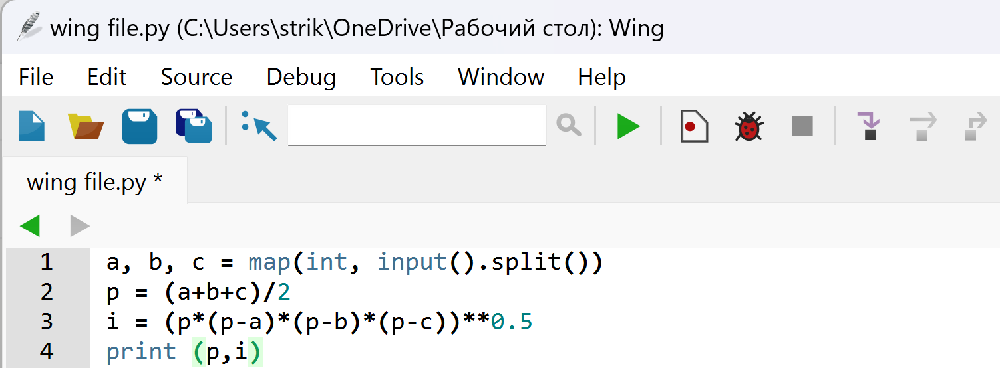 wing file.py (C:\Users\strik\OneDrive\Рабочий стол): Wing
File Edit Source Debug Tools Window Help
wing file.py *
1 a, b, c = map(int, input().split())
2 p = (a+b+c)/2
3 i = (p*(p-a)*(p-b)*(p-c))**0.5
4 print (p,i)